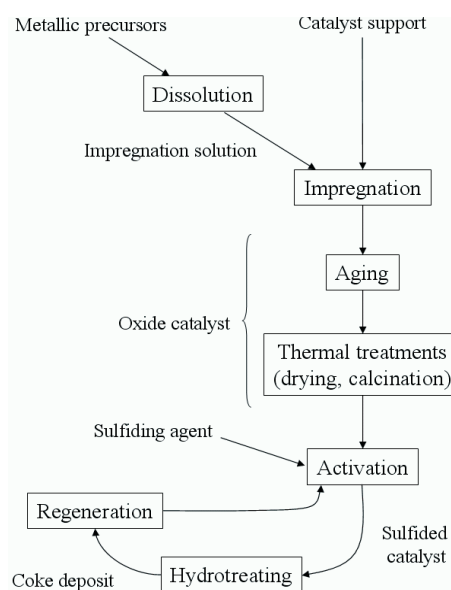 Metallic precursors
Catalyst support
Dissolution
Impregnation solution
Impregnation
Aging
Oxide catalyst
Thermal treatments
(drying, calcination)
Sulfiding agent
Activation
Regeneration
Sulfided
catalyst
Coke deposit
Hydrotreating